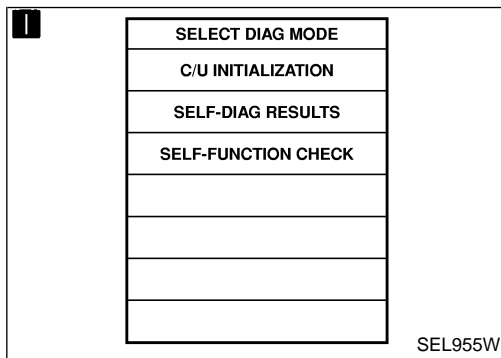 SELECT DIAG MODE
C/U INITIALIZATION
SELF-DIAG RESULTS
SELF-FUNCTION CHECK
SEL955W